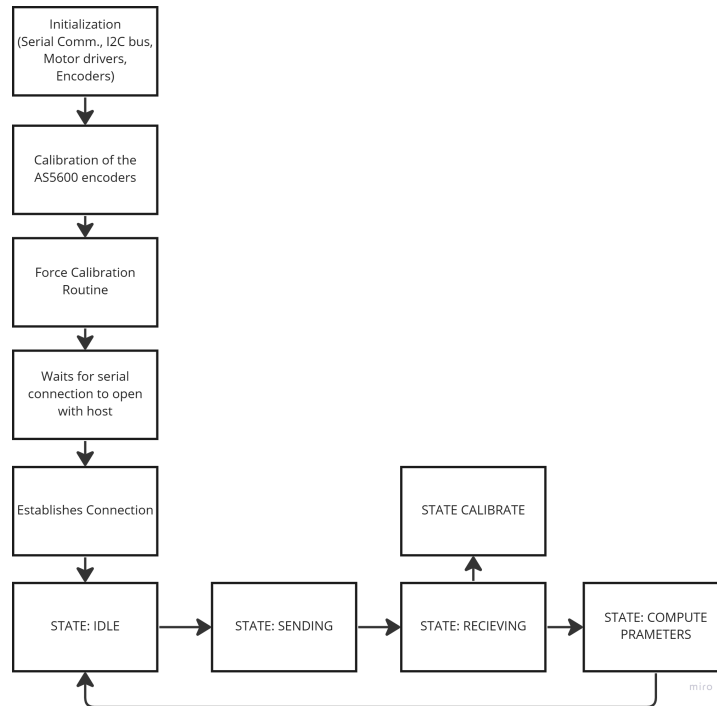 Initialization
(Serial Comm., I2C bus,
Motor drivers,
Encoders)
Calibration of the
AS5600 encoders
Force Calibration
Routine
Waits for serial
connection to open
with host
Establishes Connection
STATE CALIBRATE
STATE: IDLE
STATE: SENDING
STATE: RECIEVING
STATE: COMPUTE
PRAMETERS
miro